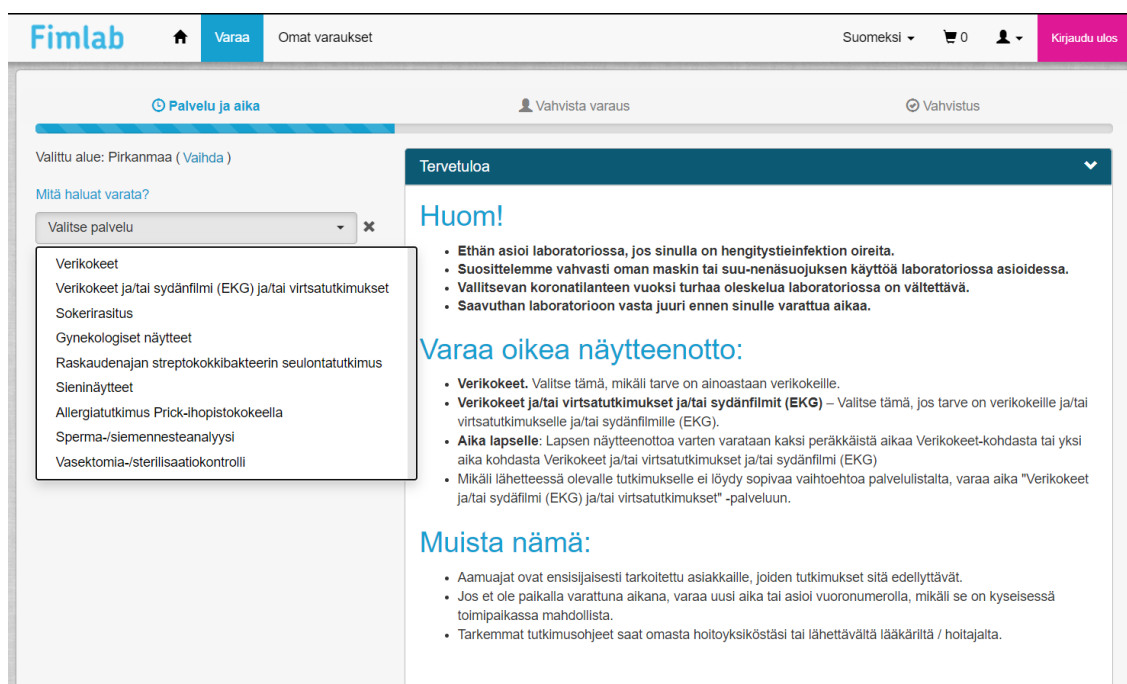 Fimlab
Varaa
Omat varaukset
Suomeksi
0
Kirjaudu ulos
Palvelu ja aika
Vahvista varaus
Vahvistus
Valittu alue: Pirkanmaa ( Vaihda )
Mitä haluat varata?
Valitse palvelu
Verikokeet
Verikokeet ja/tai sydänfilmi (EKG) ja/tai virtsatutkimukset
Sokerirasitus
Gynekologiset näytteet
Raskaudenajan streptokokkibakteerin seulontatutkimus
Sieninäytteet
Allergiatutkimus Prick-ihopistokokeella
Sperma-/siemennesteanalyysi
Vasektomia-/sterilisaatiokontrolli
Tervetuloa
Huom!
• Ethän asioi laboratoriossa, jos sinulla on hengitystieinfektion oireita.
• Suosittelemme vahvasti oman maskin tai suu-nenäsuojuksen käyttöä laboratoriossa asioidessa.
• Vallitsevan koronatilanteen vuoksi turhaa oleskelua laboratoriossa on vältettävä.
• Saavuthan laboratorioon vasta juuri ennen sinulle varattua aikaa.
Varaa oikea näytteenotto:
• Verikokeet. Valitse tämä, mikäli tarve on ainoastaan verikokeille.
• Verikokeet ja/tai virtsatutkimukset ja/tai sydänfilmit (EKG) – Valitse tämä, jos tarve on verikokeille ja/tai
virtsatutkimukselle ja/tai sydänfilmille (EKG).
• Aika lapselle: Lapsen näytteenottoa varten varataan kaksi peräkkäistä aikaa Verikokeet-kohdasta tai yksi
aika kohdasta Verikokeet ja/tai virtsatutkimukset ja/tai sydänfilmi (EKG)
• Mikäli lähetteessä olevalle tutkimukselle ei löydy sopivaa vaihtoehtoa palvelulistalta, varaa aika "Verikokeet
ja/tai sydäfilmi (EKG) ja/tai virtsatutkimukset" -palveluun.
Muista nämä:
• Aamuajat ovat ensisijaisesti tarkoitettu asiakkaille, joiden tutkimukset sitä edellyttävät.
• Jos et ole paikalla varattuna aikana, varaa uusi aika tai asioi vuoronumerolla, mikäli se on kyseisessä
toimipaikassa mahdollista.
• Tarkemmat tutkimusohjeet saat omasta hoitoyksiköstäsi tai lähettävältä lääkäriltä / hoitajalta.